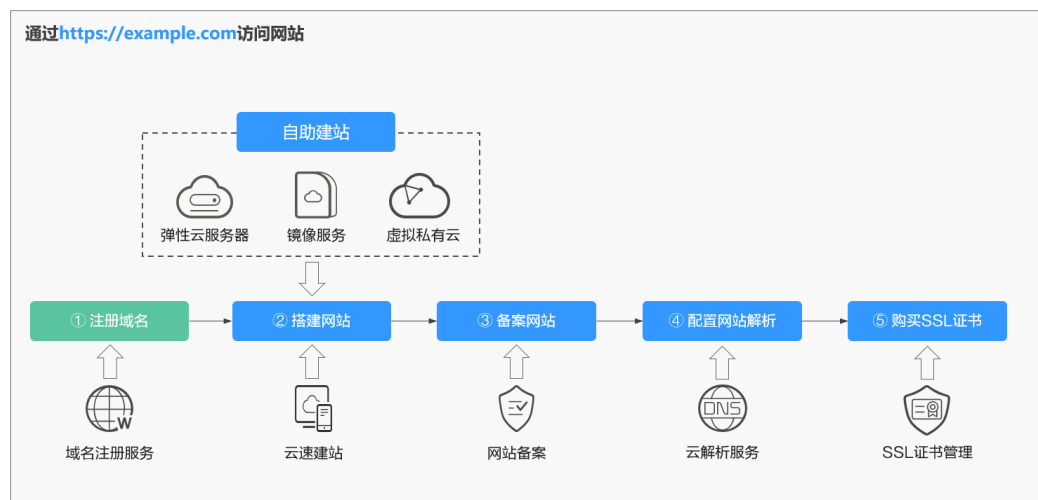 通过https://example.com访问网站
自助建站
弹性云服务器
镜像服务
虚拟私有云
① 注册域名
② 搭建网站
③ 备案网站
④ 配置网站解析
⑤ 购买SSL证书
W
DNS
域名注册服务
云速建站
网站备案
云解析服务
SSL证书管理